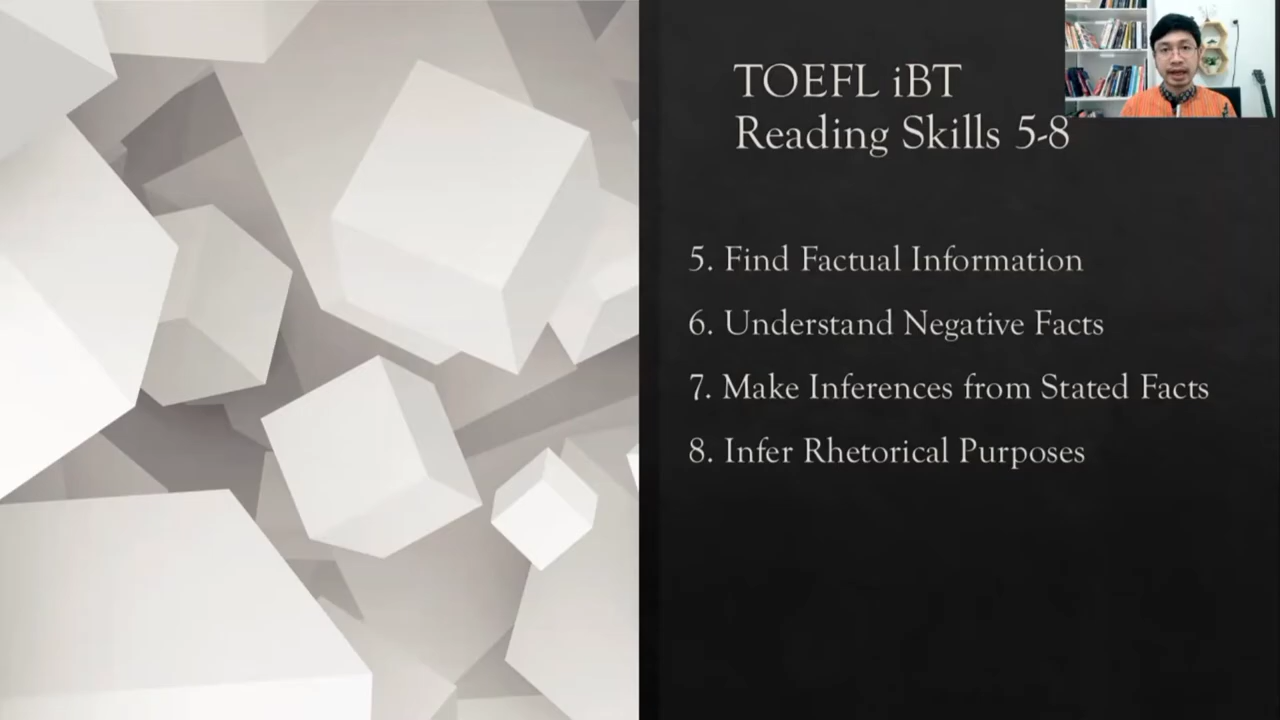 TOEFL iBT
Reading Skills 5-8
5. Find Factual Information
6. Understand Negative Facts
7. Make Inferences from Stated Facts
8. Infer Rhetorical Purposes